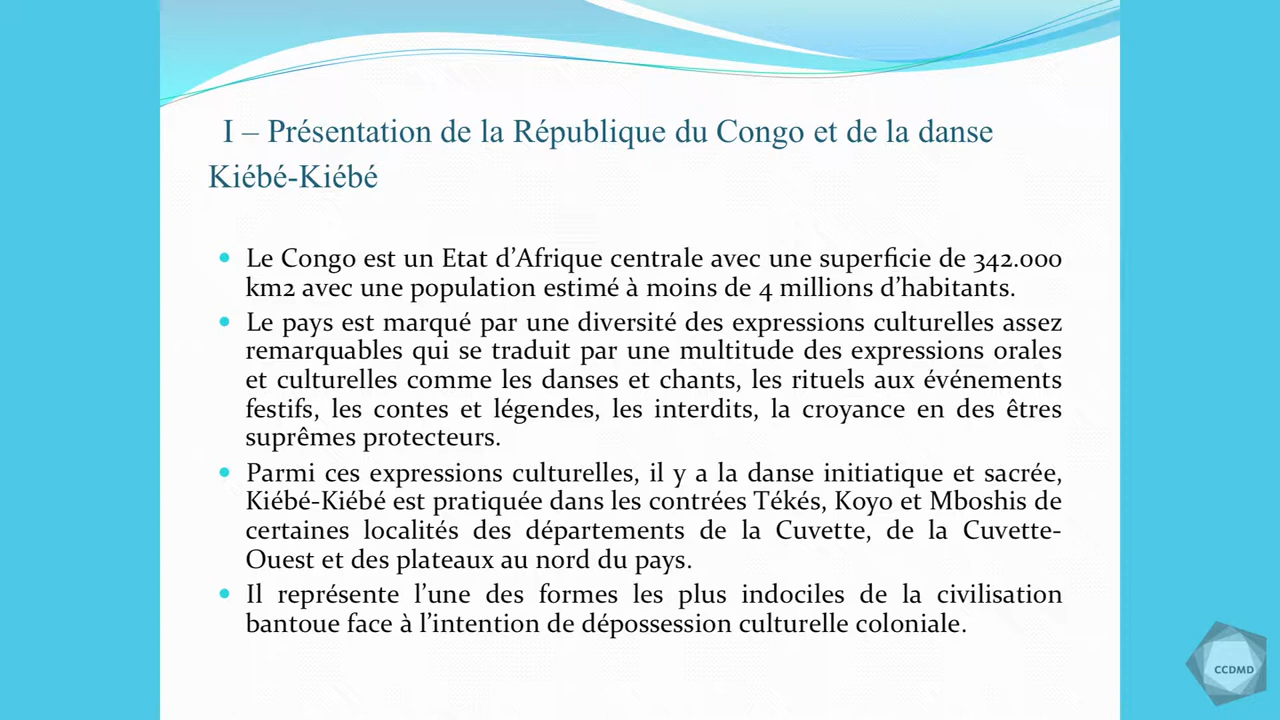 I – Présentation de la République du Congo et de la danse
Kiébé-Kiébé
Le Congo est un Etat d’Afrique centrale avec une superficie de 342.000
km2 avec une population estimé à moins de 4 millions d’habitants.
Le pays est marqué par une diversité des expressions culturelles assez
remarquables qui se traduit par une multitude des expressions orales
et culturelles comme les danses et chants, les rituels aux événements
festifs, les contes et légendes, les interdits, la croyance en des êtres
suprêmes protecteurs.
Parmi ces expressions culturelles, il y a la danse initiatique et sacrée,
Kiébé-Kiébé est pratiquée dans les contrées Tékés, Koyo et Mboshis de
certaines localités des départements de la Cuvette, de la Cuvette-
Ouest et des plateaux au nord du pays.
Il représente l’une des formes les plus indociles de la civilisation
bantoue face à l’intention de dépossession culturelle coloniale.
CCDMD